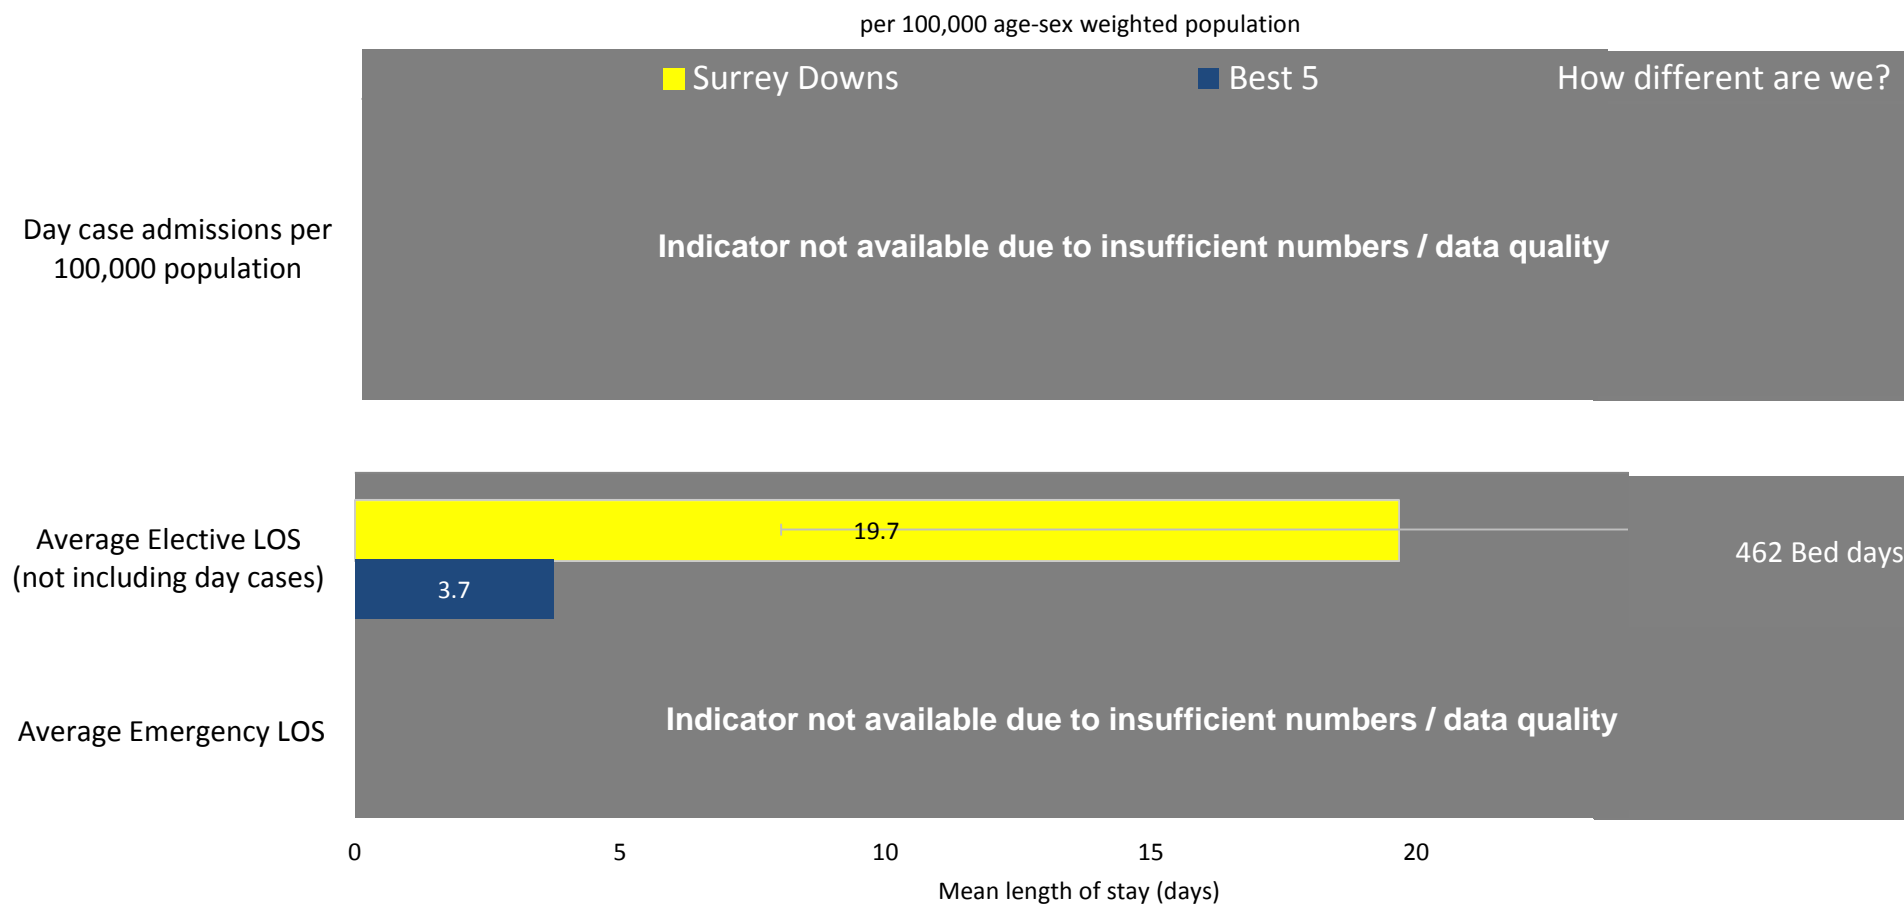 per 100,000 age-sex weighted population
Surrey Downs
Best 5
How different are we?
Day case admissions per
100,000 population
Indicator not available due to insufficient numbers / data quality
Average Elective LOS
(not including day cases)
19.7
3.7
462 Bed days
Average Emergency LOS
Indicator not available due to insufficient numbers / data quality
0 5 10 15 20
Mean length of stay (days)